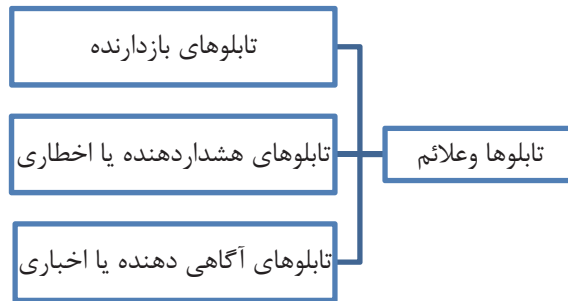 تابلوها وعلائم
تابلوهای بازدارنده
تابلوهای هشداردهنده یا اخطاری
تابلوهای آگاهی دهنده یا اخباری